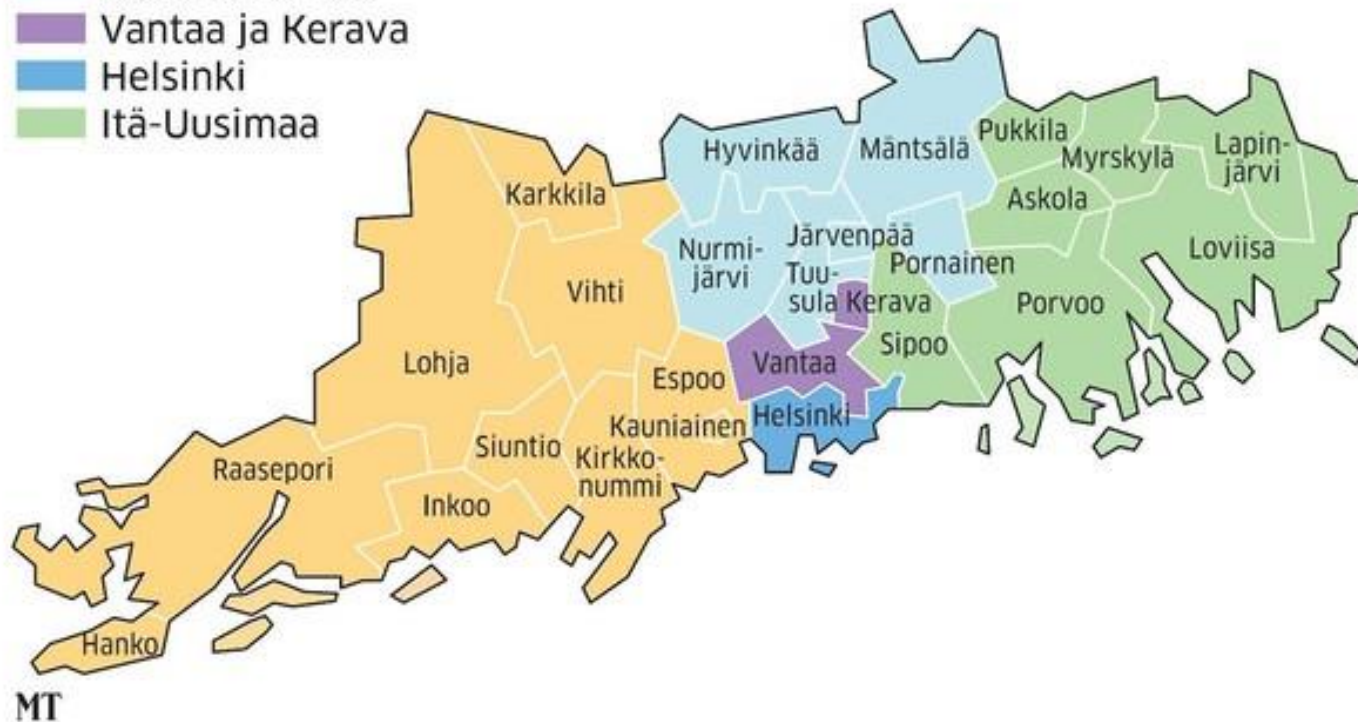 Vantaa ja Kerava
Helsinki
Itä-Uusimaa
Hyvinkää
Mäntsälä
Pukkila
Myrskylä
Lapin-
järvi
Karkkila
Askola
Nurmi-
järvi
Järvenpää
Pornainen
Loviisa
Vihti
Tuu-
sula
Kerava
Porvoo
Lohja
Espoo
Vantaa
Sipoo
Kauniainen
Helsinki
Raasepori
Siuntio
Kirkko-
nummi
Inkoo
Hanko
MT